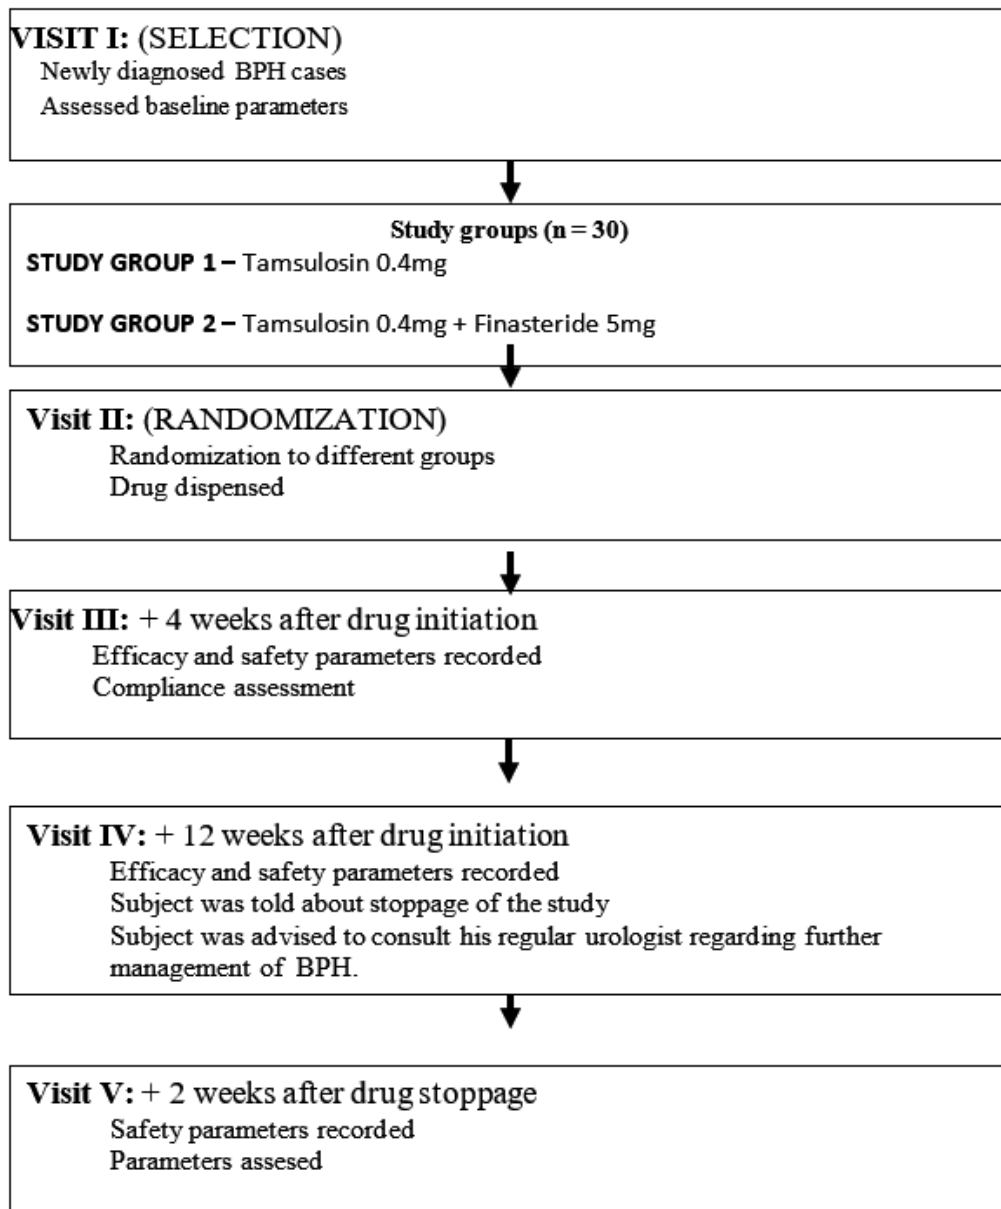 VISIT I: (SELECTION)
Newly diagnosed BPH cases
Assessed baseline parameters
Study groups (n = 30)
STUDY GROUP 1 – Tamsulosin 0.4mg
STUDY GROUP 2 – Tamsulosin 0.4mg + Finasteride 5mg
Visit II: (RANDOMIZATION)
Randomization to different groups
Drug dispensed
Visit III: + 4 weeks after drug initiation
Efficacy and safety parameters recorded
Compliance assessment
Visit IV: + 12 weeks after drug initiation
Efficacy and safety parameters recorded
Subject was told about stoppage of the study
Subject was advised to consult his regular urologist regarding further
management of BPH.
Visit V: + 2 weeks after drug stoppage
Safety parameters recorded
Parameters assesed